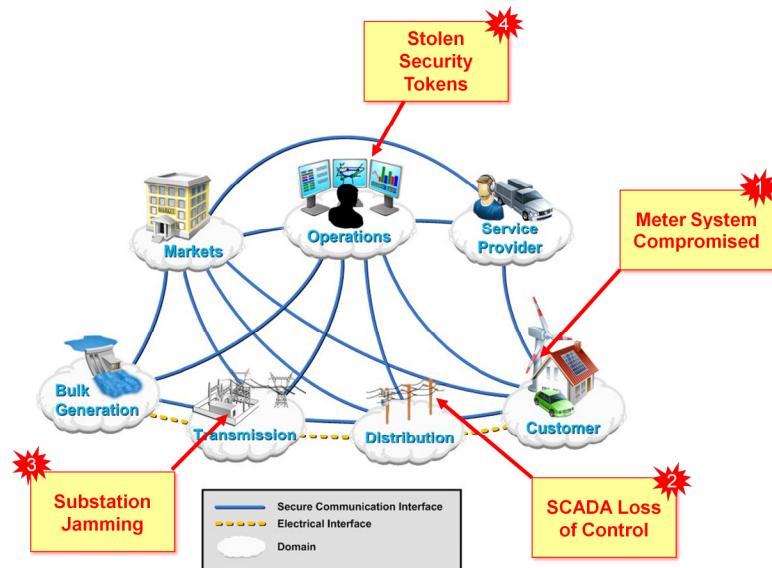 4
Stolen
Security
Tokens
1
Meter System
Compromised
Markets
Operations
Service
Provider
Bulk
Generation
Transmission
Distribution
Customer
3
Substation
Jamming
2
SCADA Loss
of Control
Secure Communication Interface
Electrical Interface
Domain